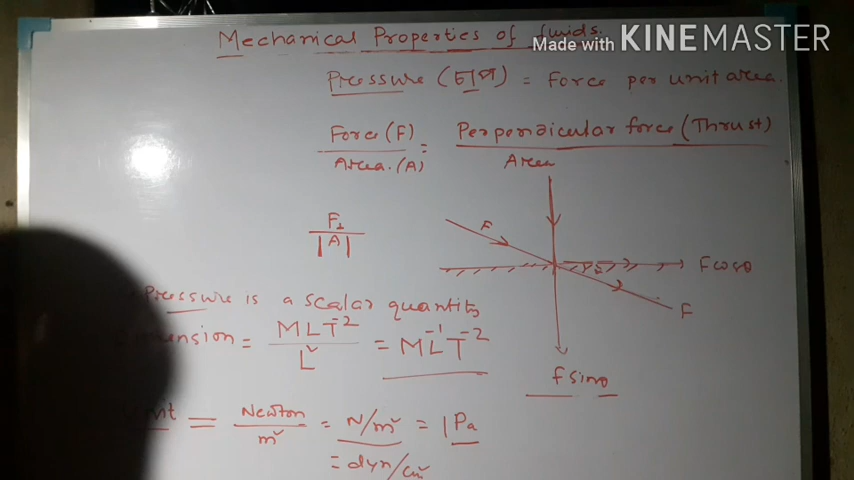 Mechanical Properties of fluids.
Made with KINEMASTER
Pressure (চাপ) = Force per unit area.
Force (F) / Area. (A) = Perpendicular force (Thrust) / Area
F⊥ / |A|
F
F cosθ
F
f sinθ
Pressure is a scalar quantity
mension = MLT⁻² / L² = ML⁻¹T⁻²
nit = Newton / m² = N/m² = 1 Pa
= dyn/cm²